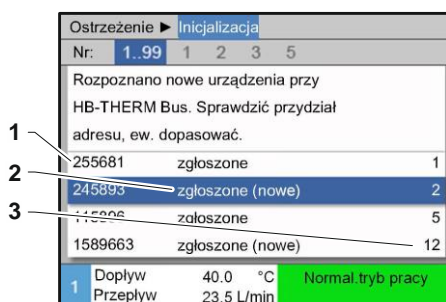 Ostrzeżenie ► Inicjalizacja
Nr: 1..99 1 2 3 5
Rozpoznano nowe urządzenia przy
HB-THERM Bus. Sprawdzić przydział
adresu, ew. dopasować.
1
255681 zgłoszone 1
2
245893 zgłoszone (nowe) 2
3
115896 zgłoszone 5
1589663 zgłoszone (nowe) 12
1 Dopływ 40.0 °C Normal.tryb pracy
Przepływ 23.5 L/min